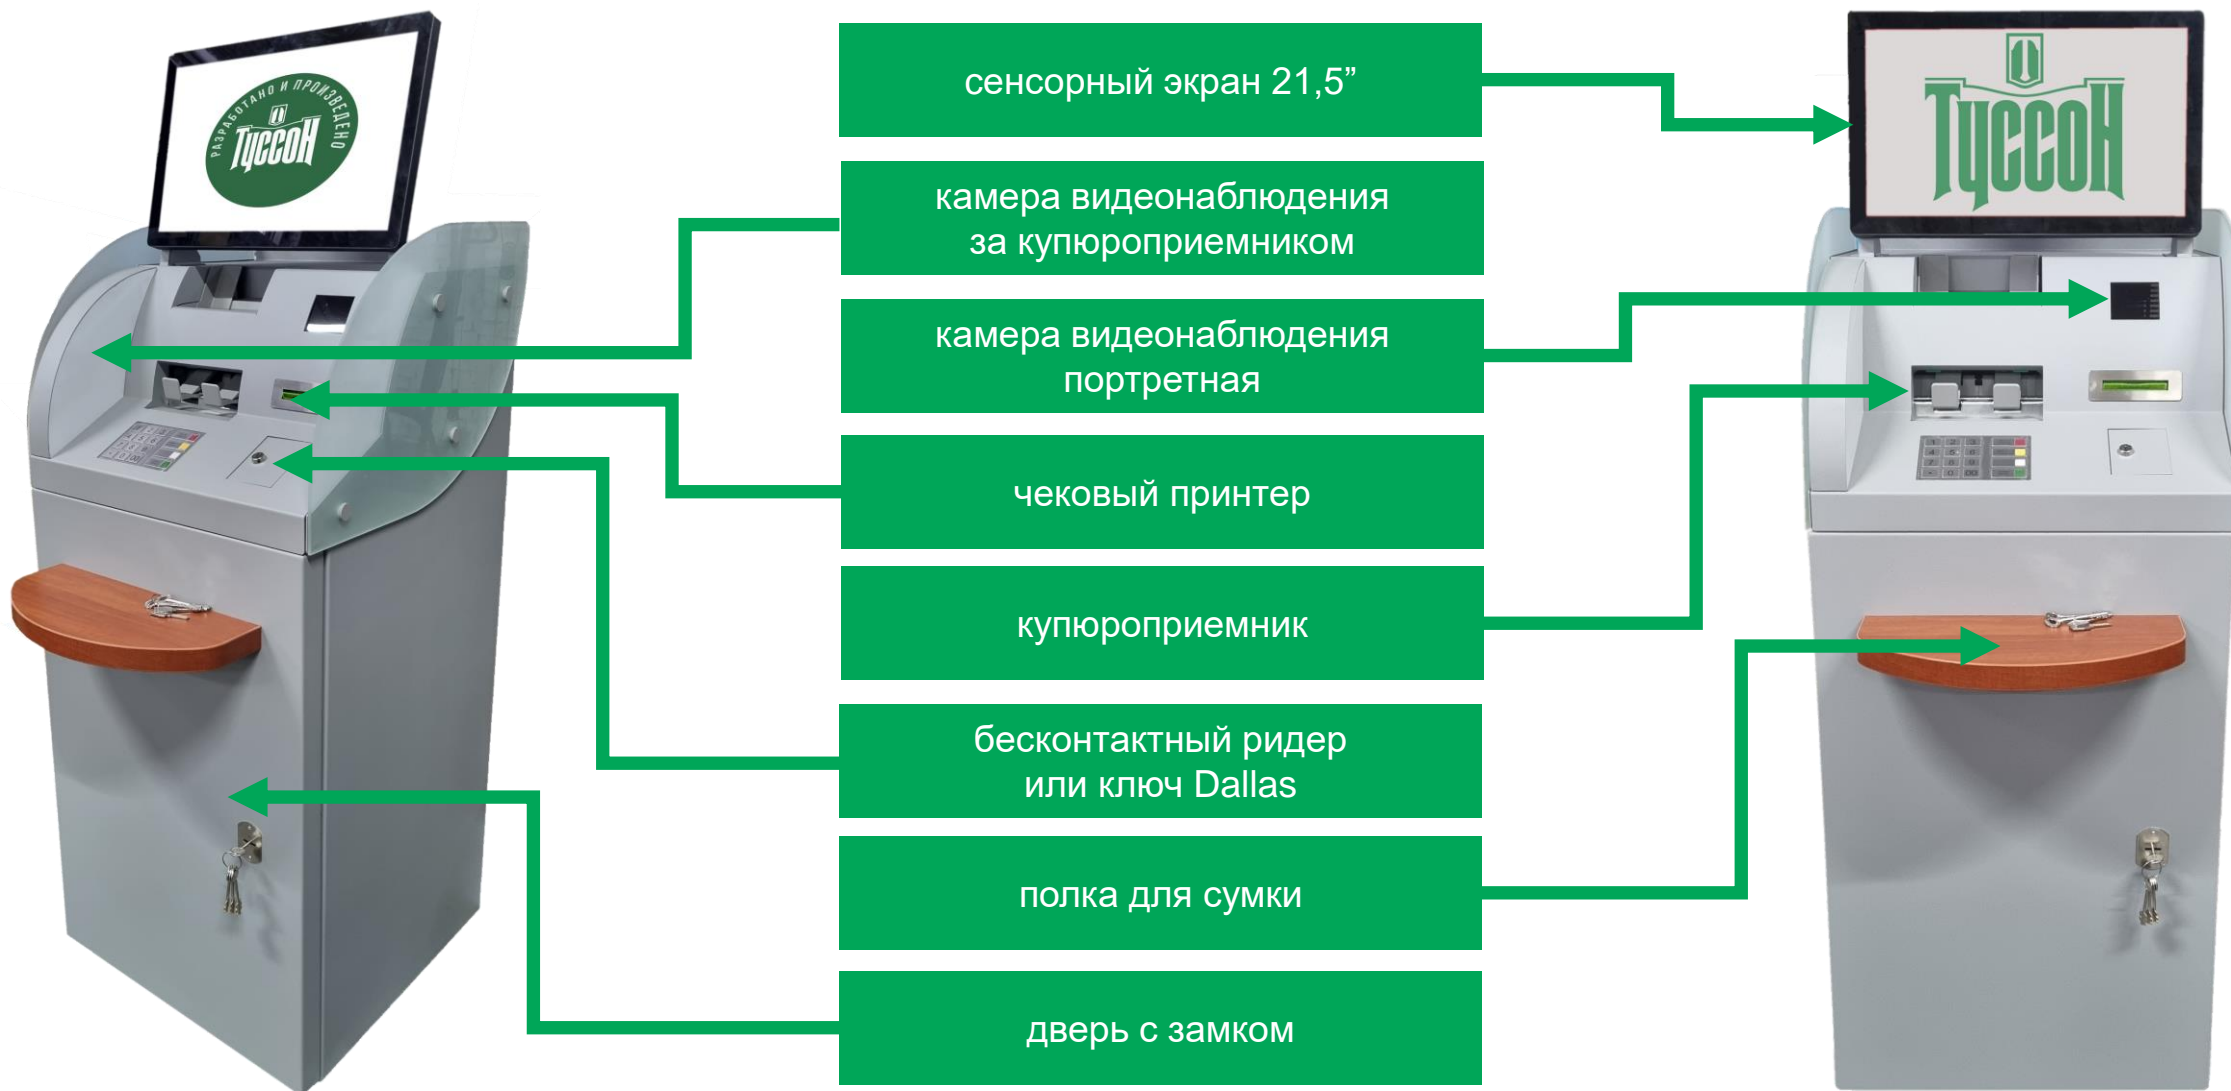 РАЗРАБОТАНО И ПРОИЗВЕДЕНО
ТУССОН
сенсорный экран 21,5”
камера видеонаблюдения
за купюроприемником
камера видеонаблюдения
портретная
чековый принтер
купюроприемник
бесконтактный ридер
или ключ Dallas
полка для сумки
дверь с замком
ТУССОН